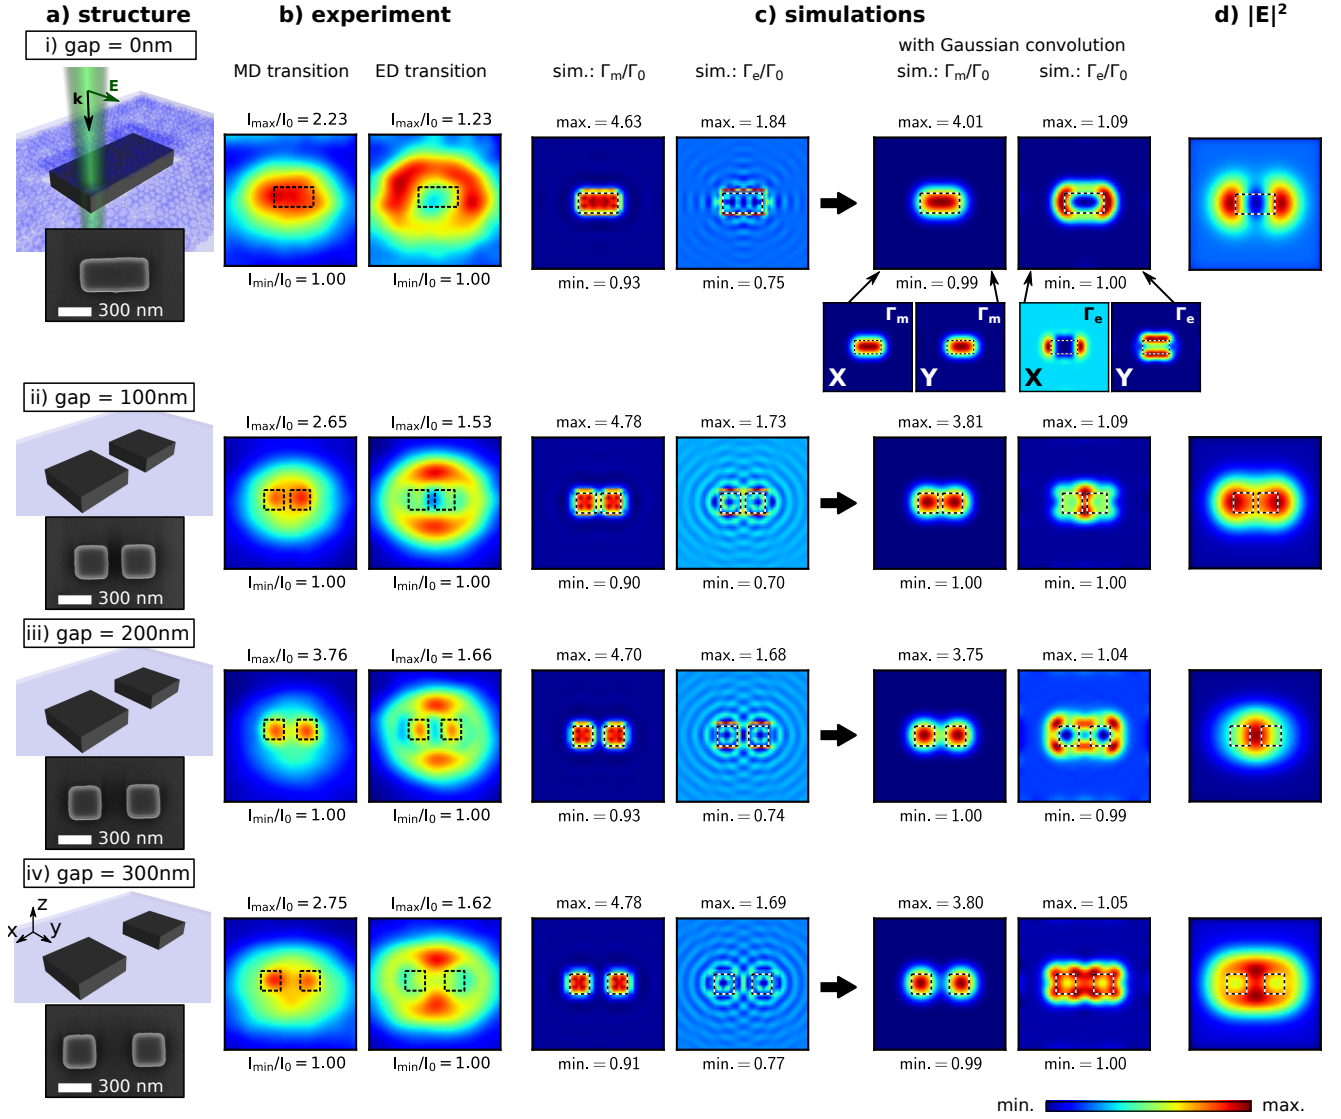 a) structure
b) experiment
c) simulations
d) |E|²
i) gap = 0nm
with Gaussian convolution
MD transition
ED transition
sim.: Γm/Γ0
sim.: Γe/Γ0
sim.: Γm/Γ0
sim.: Γe/Γ0
E
k
Imax/I0 = 2.23
Imax/I0 = 1.23
max. = 4.63
max. = 1.84
max. = 4.01
max. = 1.09
Imin/I0 = 1.00
Imin/I0 = 1.00
min. = 0.93
min. = 0.75
min. = 0.99
min. = 1.00
300 nm
Γm
X
Γm
Y
Γe
X
Γe
Y
ii) gap = 100nm
Imax/I0 = 2.65
Imax/I0 = 1.53
max. = 4.78
max. = 1.73
max. = 3.81
max. = 1.09
300 nm
Imin/I0 = 1.00
Imin/I0 = 1.00
min. = 0.90
min. = 0.70
min. = 1.00
min. = 1.00
iii) gap = 200nm
Imax/I0 = 3.76
Imax/I0 = 1.66
max. = 4.70
max. = 1.68
max. = 3.75
max. = 1.04
300 nm
Imin/I0 = 1.00
Imin/I0 = 1.00
min. = 0.93
min. = 0.74
min. = 1.00
min. = 0.99
iv) gap = 300nm
z
x
y
Imax/I0 = 2.75
Imax/I0 = 1.62
max. = 4.78
max. = 1.69
max. = 3.80
max. = 1.05
300 nm
Imin/I0 = 1.00
Imin/I0 = 1.00
min. = 0.91
min. = 0.77
min. = 0.99
min. = 1.00
min.
max.